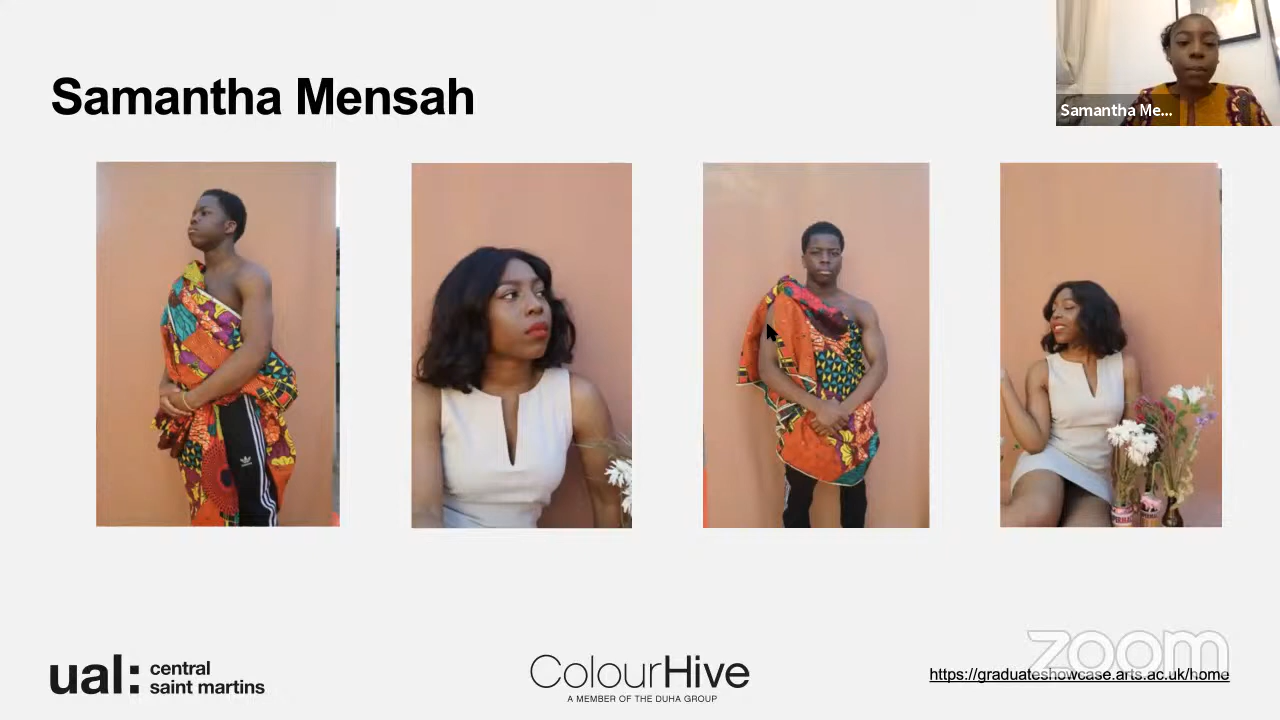 Samantha Mensah
Samantha Me...
ual: central
saint martins
ColourHive
A MEMBER OF THE DUHA GROUP
zoom
https://graduateshowcase.arts.ac.uk/home